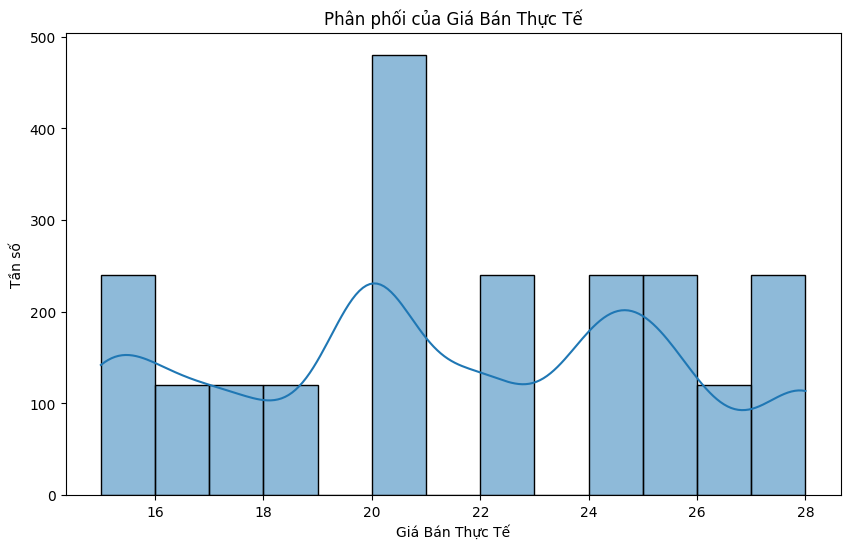 Phân phối của Giá Bán Thực Tế
500
400
300
200
100
0
Tần số
16 18 20 22 24 26 28
Giá Bán Thực Tế